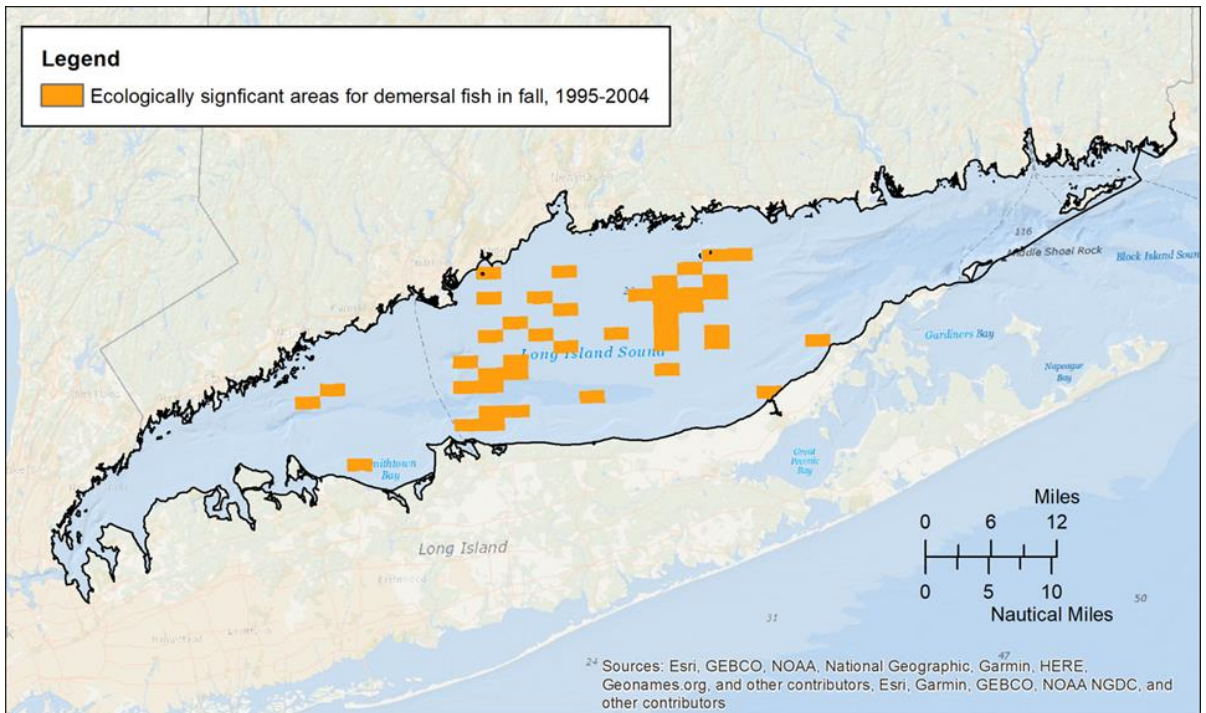 Legend
Ecologically signficant areas for demersal fish in fall, 1995-2004
116
Middle Shoal Rock
Block Island Soun
Gardiners Bay
Long Island Sound
Napeague
Bay
mithtown
Bay
Great
Peconic
Bay
Long Island
Miles
0 6 12
0 5 10
Nautical Miles
50
31
47
24
Sources: Esri, GEBCO, NOAA, National Geographic, Garmin, HERE,
Geonames.org, and other contributors, Esri, Garmin, GEBCO, NOAA NGDC, and
other contributors